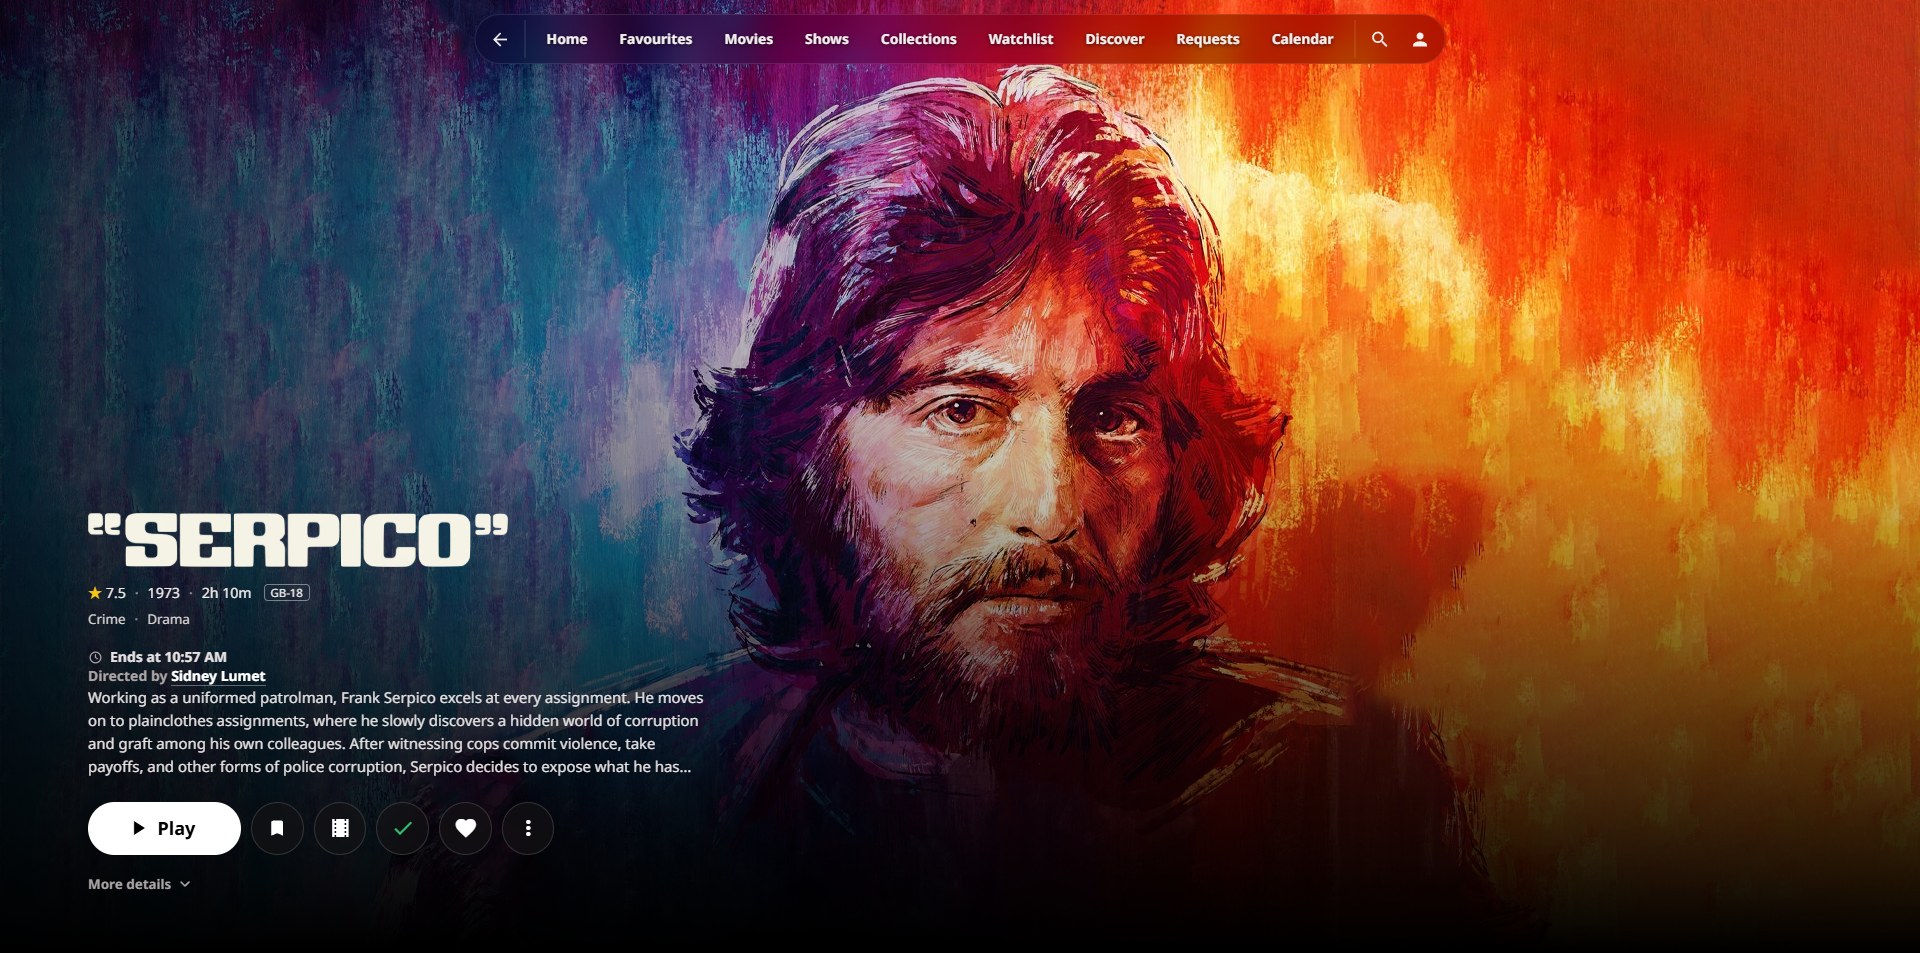 Home Favourites Movies Shows Collections Watchlist Discover Requests Calendar
“SERPICO”
7.5 · 1973 · 2h 10m GB-18
Crime · Drama
Ends at 10:57 AM
Directed by Sidney Lumet
Working as a uniformed patrolman, Frank Serpico excels at every assignment. He moves
on to plainclothes assignments, where he slowly discovers a hidden world of corruption
and graft among his own colleagues. After witnessing cops commit violence, take
payoffs, and other forms of police corruption, Serpico decides to expose what he has...
Play
More details